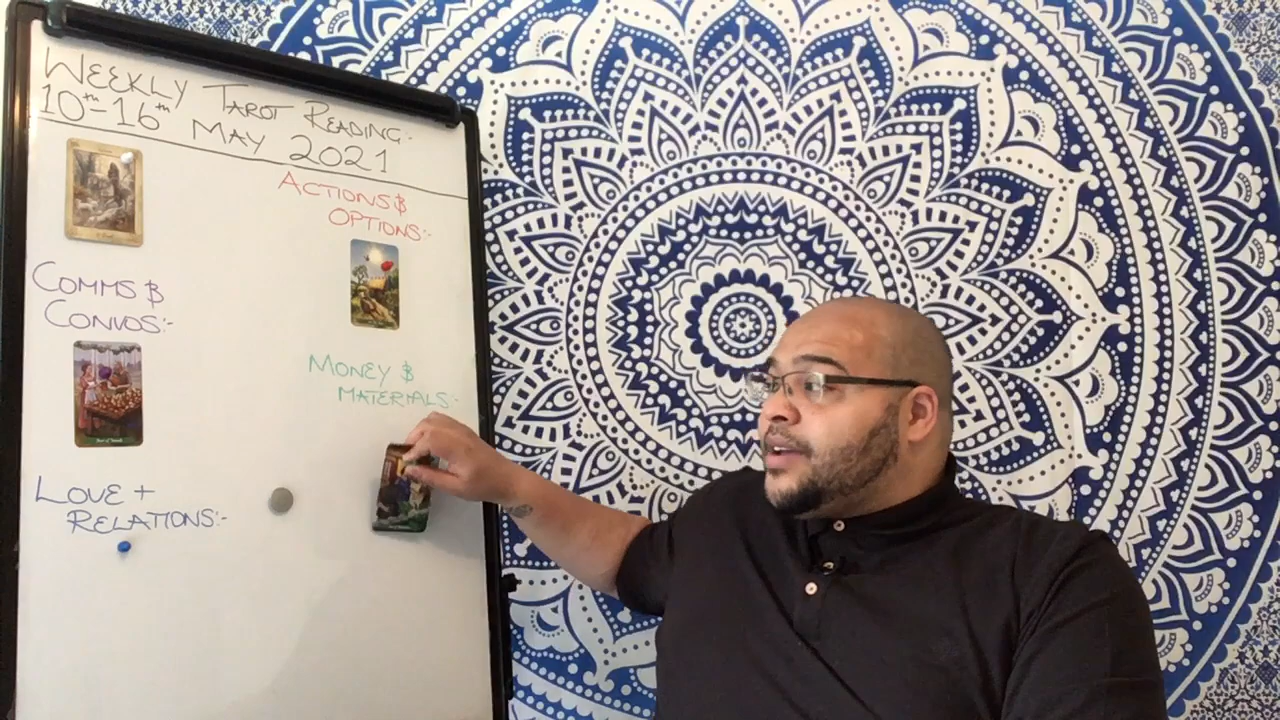 WEEKLY TAROT READING:-
10th-16th MAY 2021
ACTIONS &
OPTIONS:-
COMMS &
CONVOS:-
MONEY &
MATERIALS:-
LOVE +
RELATIONS:-